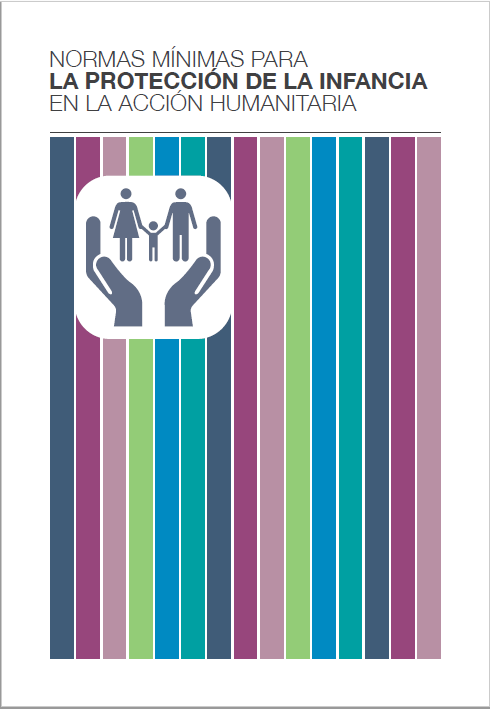 NORMAS MÍNIMAS PARA
LA PROTECCIÓN DE LA INFANCIA
EN LA ACCIÓN HUMANITARIA